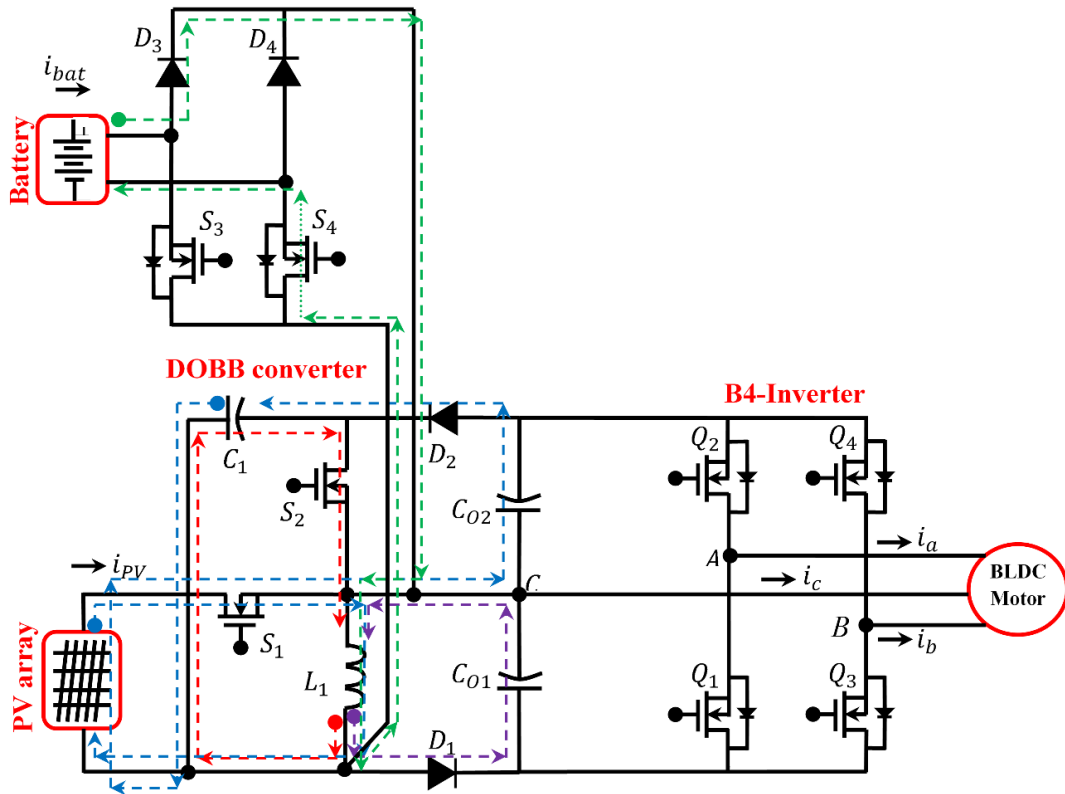 D3
D4
ibat
Battery
S3
S4
DOBB converter
B4-Inverter
C1
D2
Q2
Q4
S2
CO2
iPV
A
ia
C
ic
BLDC
Motor
B
ib
S1
PV array
L1
CO1
Q1
Q3
D1